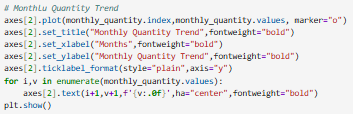 # MonthLu Quantity Trend
axes[2].plot(monthly_quantity.index,monthly_quantity.values, marker="o")
axes[2].set_title("Monthly Quantity Trend",fontweight="bold")
axes[2].set_xlabel("Months",fontweight="bold")
axes[2].set_ylabel("Monthly Quantity Trend",fontweight="bold")
axes[2].ticklabel_format(style="plain",axis="y")
for i,v in enumerate(monthly_quantity.values):
    axes[2].text(i+1,v+1,f'{v:.0f}',ha="center",fontweight="bold")
plt.show()